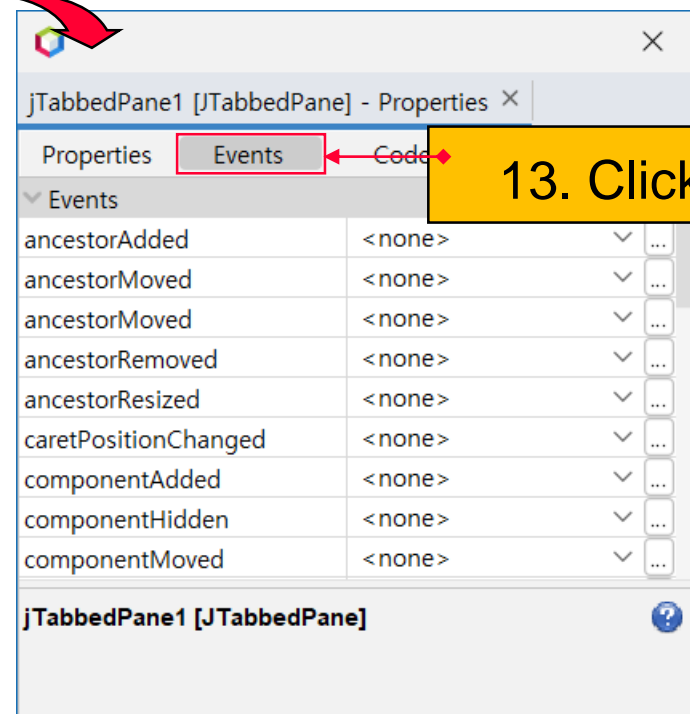 jTabbedPane1 [JTabbedPane] - Properties
Properties Events Code
13. Click
Events
ancestorAdded <none> ...
ancestorMoved <none> ...
ancestorMoved <none> ...
ancestorRemoved <none> ...
ancestorResized <none> ...
caretPositionChanged <none> ...
componentAdded <none> ...
componentHidden <none> ...
componentMoved <none> ...
jTabbedPane1 [JTabbedPane]